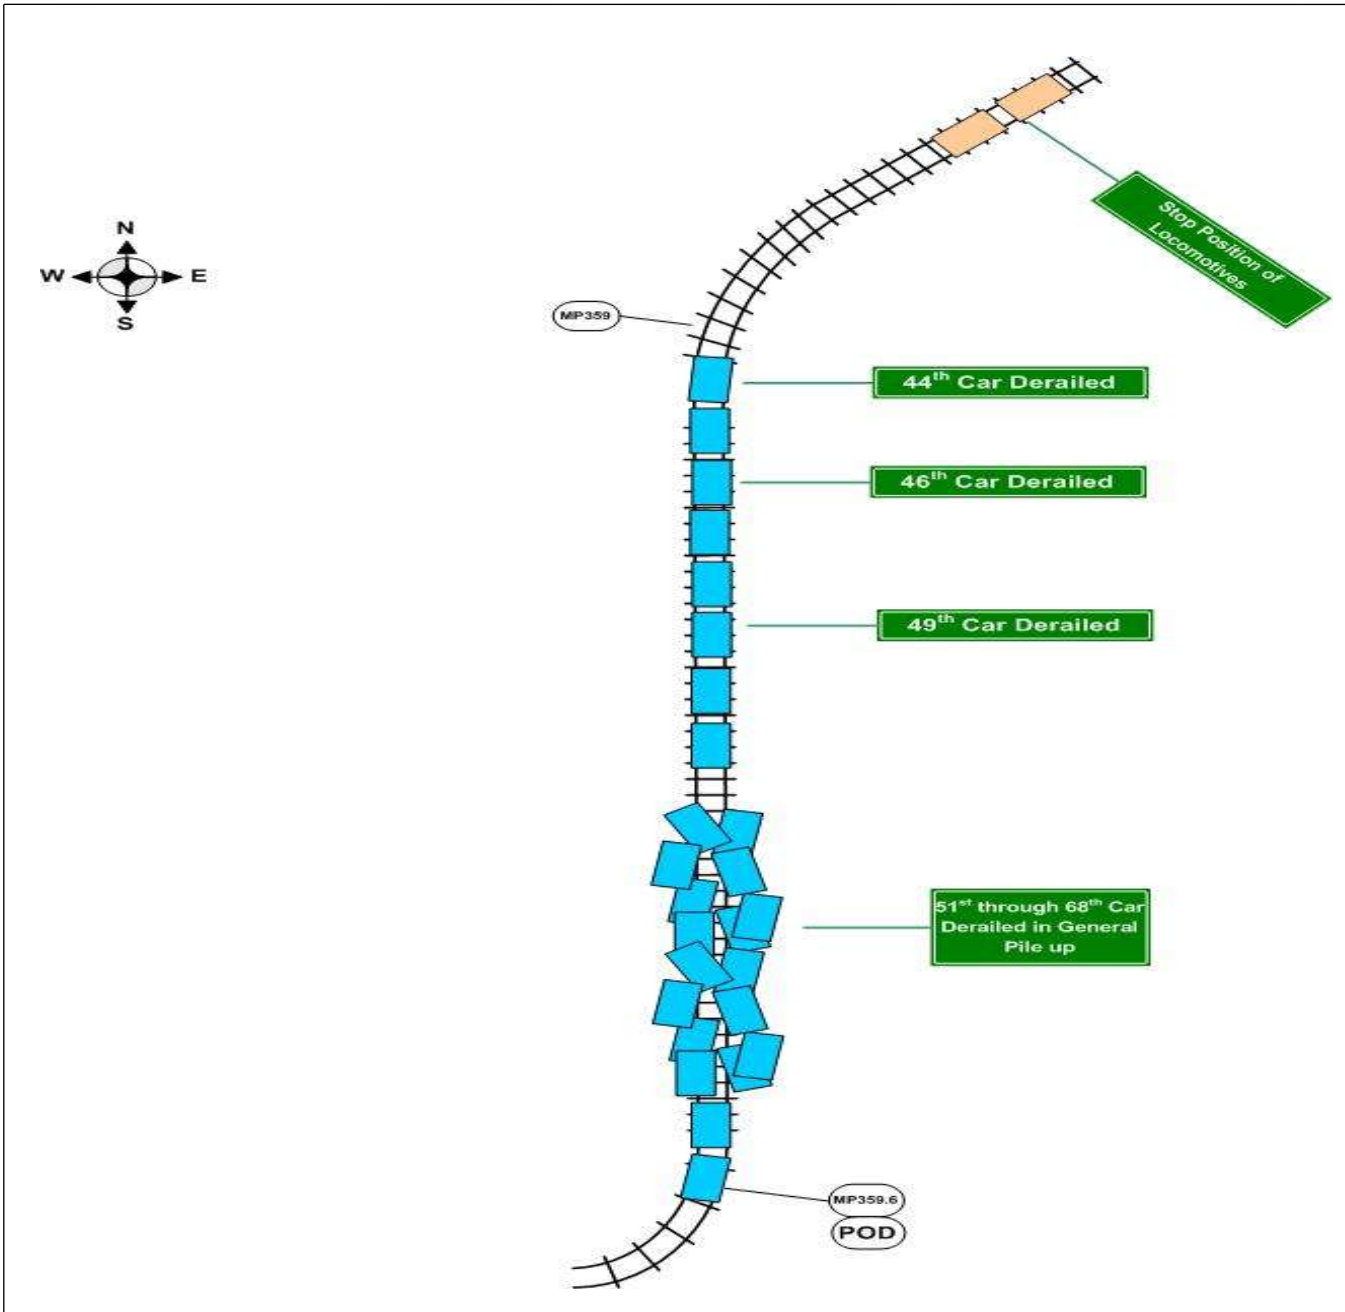 Stop Position of
Locomotives
N
W E
S
MP359
44th Car Derailed
46th Car Derailed
49th Car Derailed
51st through 68th Car
Derailed in General
Pile up
MP359.6
POD